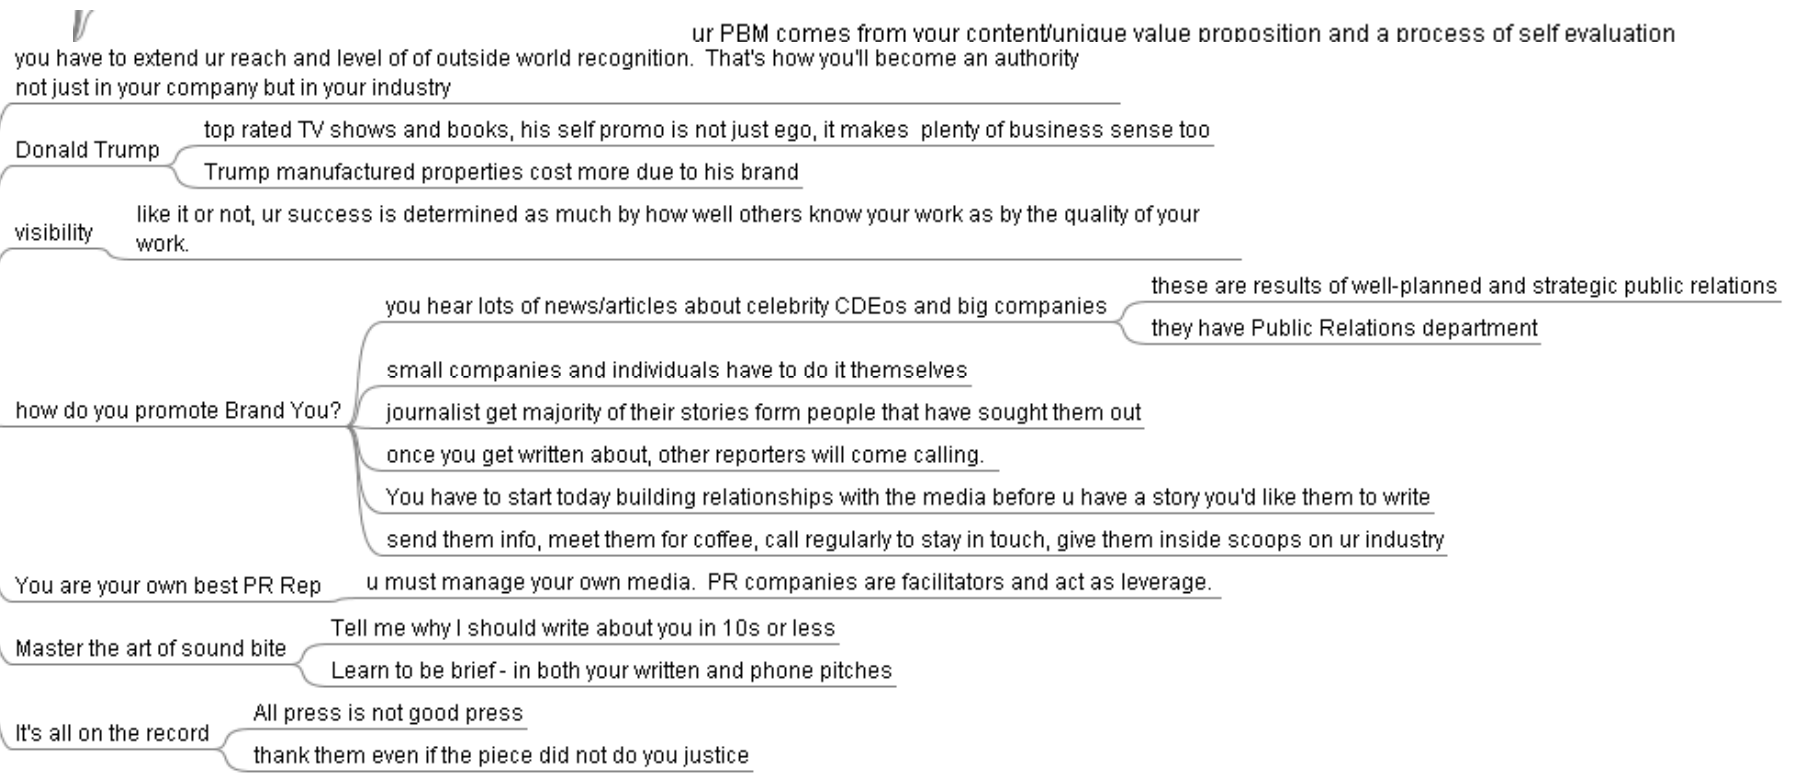 ur PBM comes from your content/unique value proposition and a process of self evaluation
you have to extend ur reach and level of of outside world recognition.  That's how you'll become an authority
not just in your company but in your industry
Donald Trump
top rated TV shows and books, his self promo is not just ego, it makes  plenty of business sense too
Trump manufactured properties cost more due to his brand
visibility
like it or not, ur success is determined as much by how well others know your work as by the quality of your
work.
how do you promote Brand You?
you hear lots of news/articles about celebrity CDEos and big companies
these are results of well-planned and strategic public relations
they have Public Relations department
small companies and individuals have to do it themselves
journalist get majority of their stories form people that have sought them out
once you get written about, other reporters will come calling.
You have to start today building relationships with the media before u have a story you'd like them to write
send them info, meet them for coffee, call regularly to stay in touch, give them inside scoops on ur industry
You are your own best PR Rep
u must manage your own media.  PR companies are facilitators and act as leverage.
Master the art of sound bite
Tell me why I should write about you in 10s or less
Learn to be brief - in both your written and phone pitches
It's all on the record
All press is not good press
thank them even if the piece did not do you justice